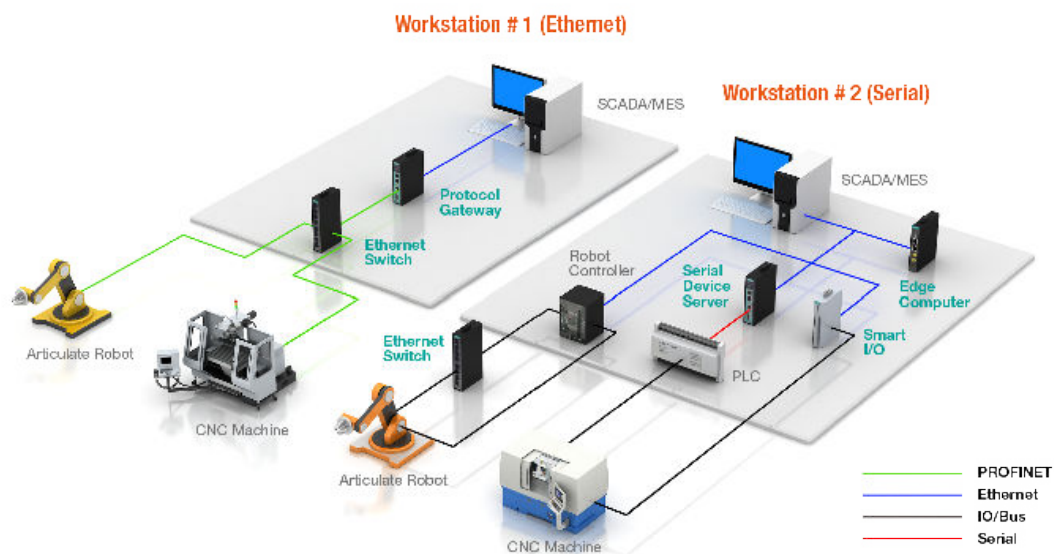 Workstation # 1 (Ethernet)
SCADA/MES
Workstation # 2 (Serial)
Protocol
Gateway
SCADA/MES
Ethernet
Switch
Robot
Controller
Serial
Device
Server
Edge
Computer
Articulate Robot
Ethernet
Switch
Smart
I/O
PLC
CNC Machine
Articulate Robot
CNC Machine
PROFINET
Ethernet
IO/Bus
Serial